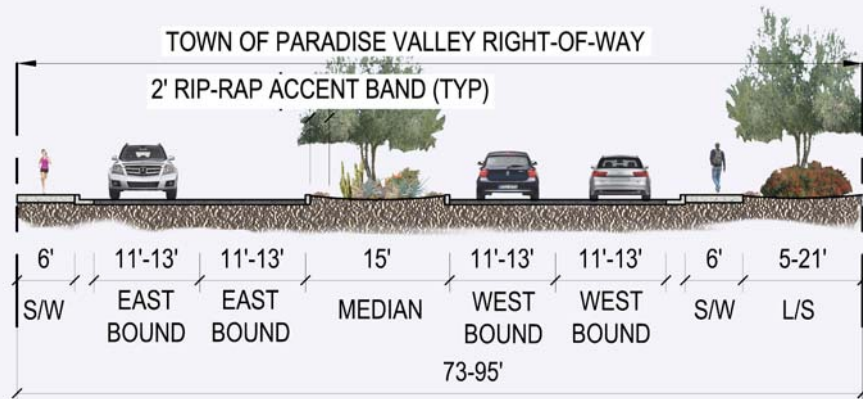 TOWN OF PARADISE VALLEY RIGHT-OF-WAY
2' RIP-RAP ACCENT BAND (TYP)
6' 11'-13' 11'-13' 15' 11'-13' 11'-13' 6' 5-21'
S/W EAST BOUND EAST BOUND MEDIAN WEST BOUND WEST BOUND S/W L/S
73-95'